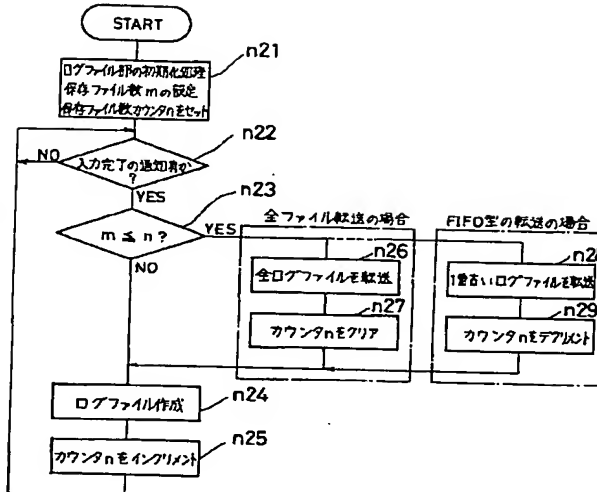 START
n21
ログファイル部の初期化処理
保存ファイル数mの設定
保存ファイル数カウンタnをセット
n22
NO
入力完了の通知有か
?
YES
n23
m ≦ n ?
YES
NO
全ファイル転送の場合
FIFO型の転送の場合
n26
全ログファイルを転送
n27
カウンタnをクリア
1番古いログファイルを転送
n29
カウンタnをデクリメント
n24
ログファイル作成
n25
カウンタnをインクリメント